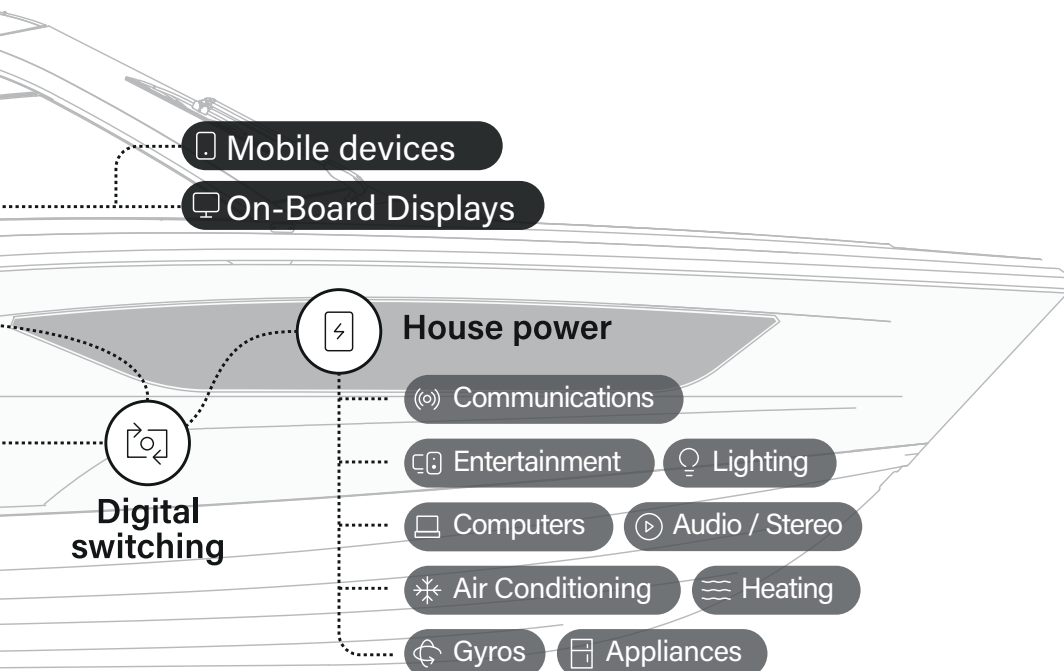 Mobile devices
On-Board Displays
House power
Communications
Entertainment
Lighting
Digital
switching
Computers
Audio / Stereo
Air Conditioning
Heating
Gyros
Appliances